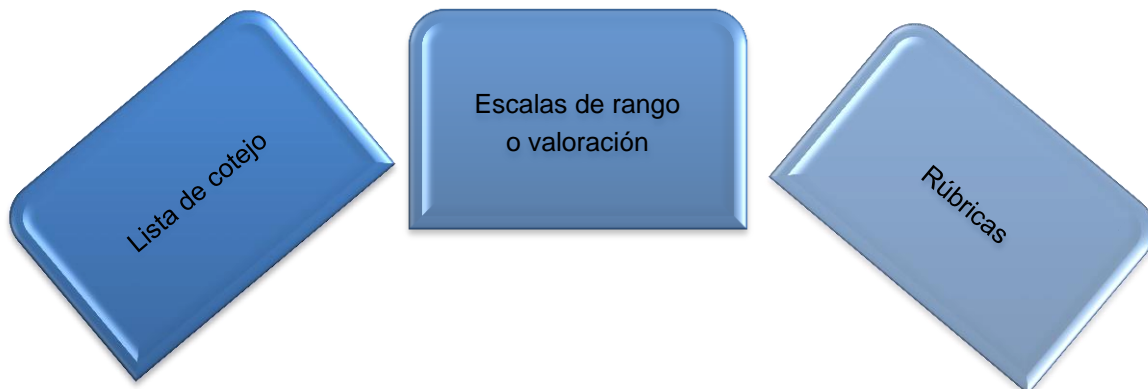 Lista de cotejo
Escalas de rango
o valoración
Rúbricas